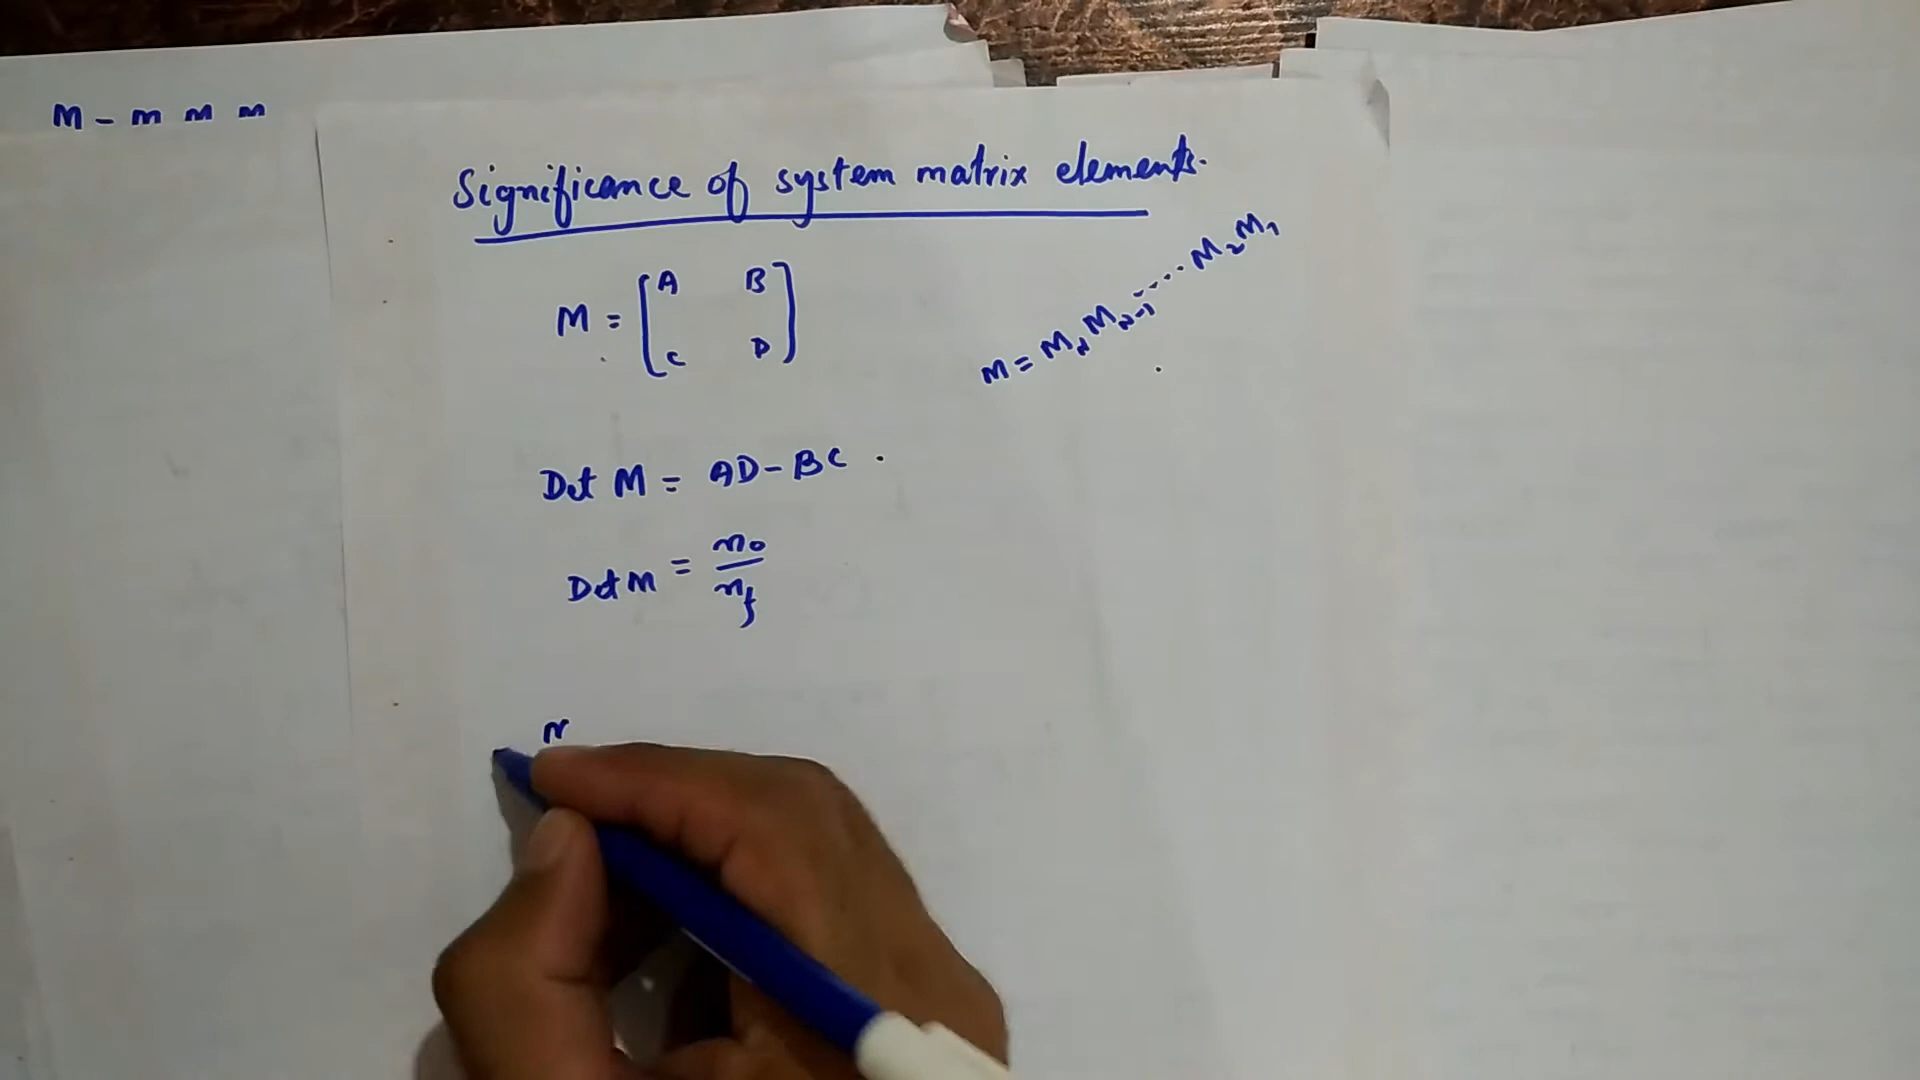 M - m m m
Significance of system matrix elements.
M = [ A B
C D ]
M = M_N M_{N-1} ..... M_2 M_1
Det M = AD - BC .
Det M = n_0 / n_f
n